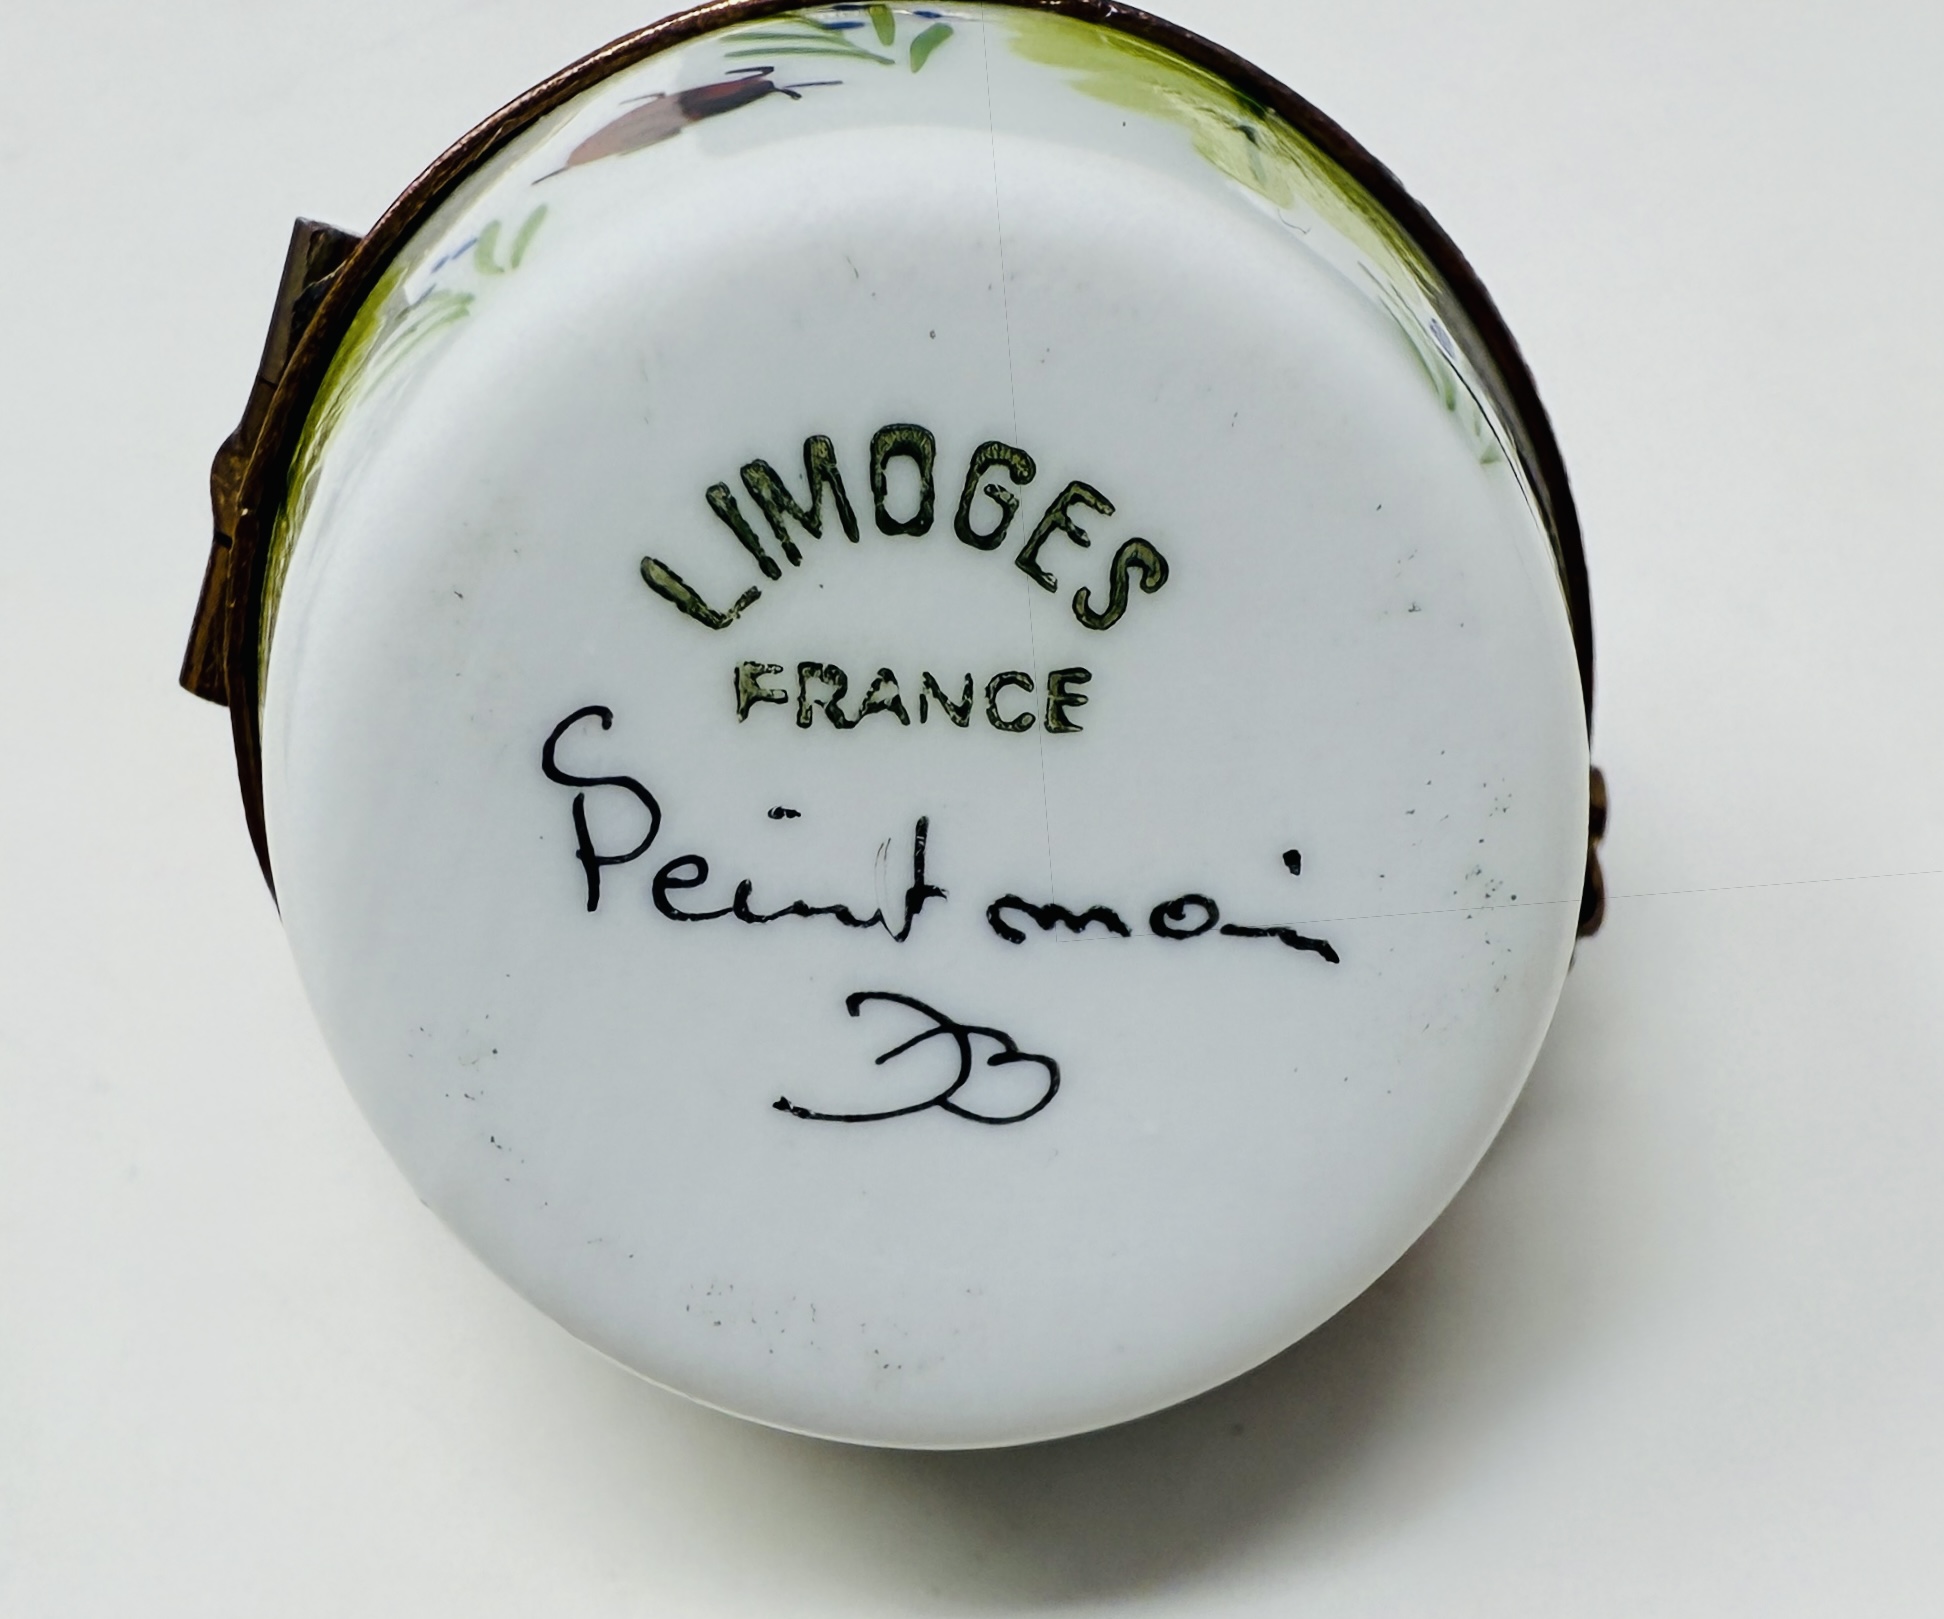 LIMOGES
FRANCE
Peint main